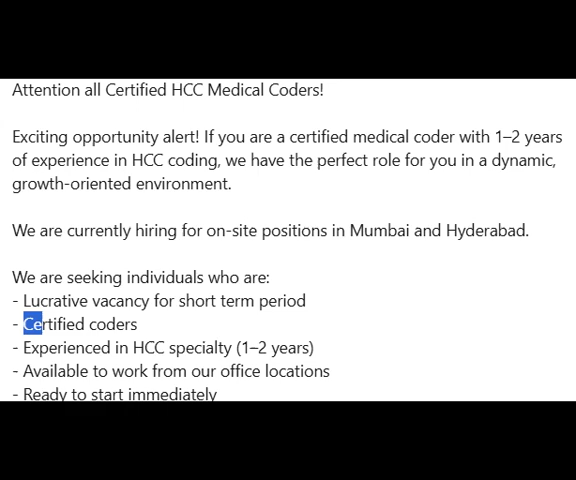 Attention all Certified HCC Medical Coders!
Exciting opportunity alert! If you are a certified medical coder with 1–2 years
of experience in HCC coding, we have the perfect role for you in a dynamic,
growth-oriented environment.
We are currently hiring for on-site positions in Mumbai and Hyderabad.
We are seeking individuals who are:
- Lucrative vacancy for short term period
- Certified coders
- Experienced in HCC specialty (1–2 years)
- Available to work from our office locations
- Ready to start immediately